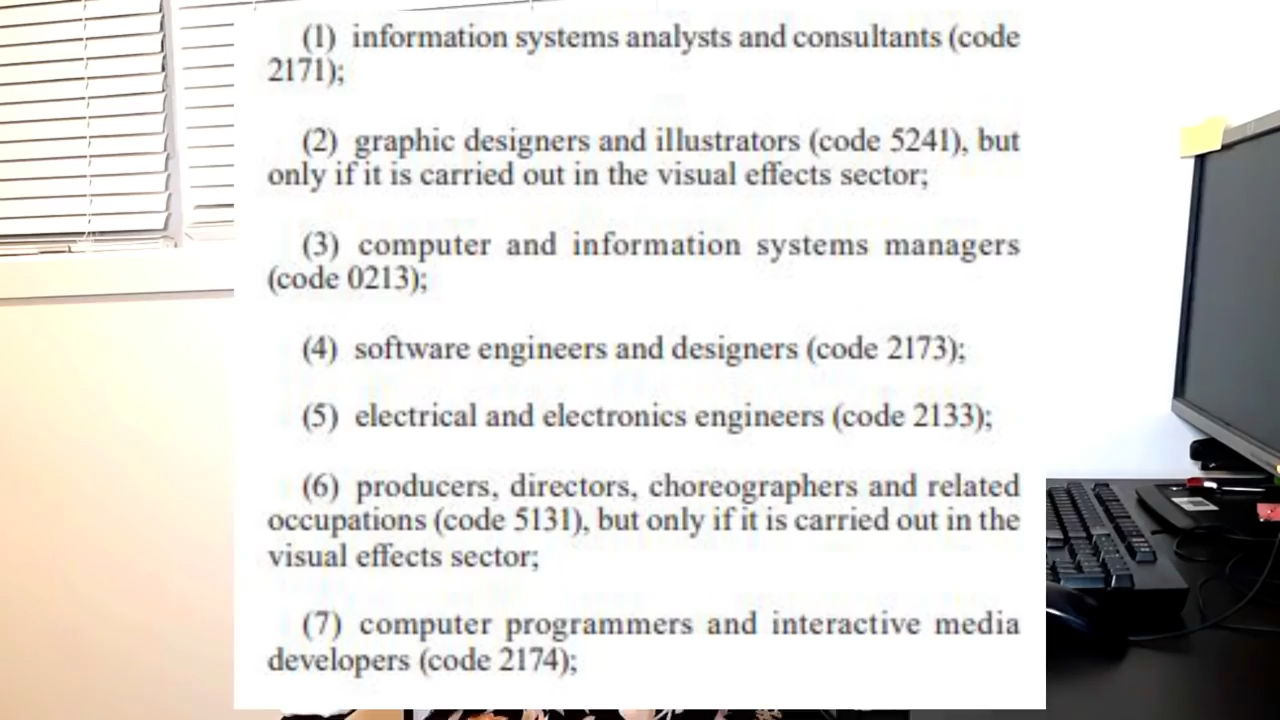 (1) information systems analysts and consultants (code
2171);
(2) graphic designers and illustrators (code 5241), but
only if it is carried out in the visual effects sector;
(3) computer and information systems managers
(code 0213);
(4) software engineers and designers (code 2173);
(5) electrical and electronics engineers (code 2133);
(6) producers, directors, choreographers and related
occupations (code 5131), but only if it is carried out in the
visual effects sector;
(7) computer programmers and interactive media
developers (code 2174);